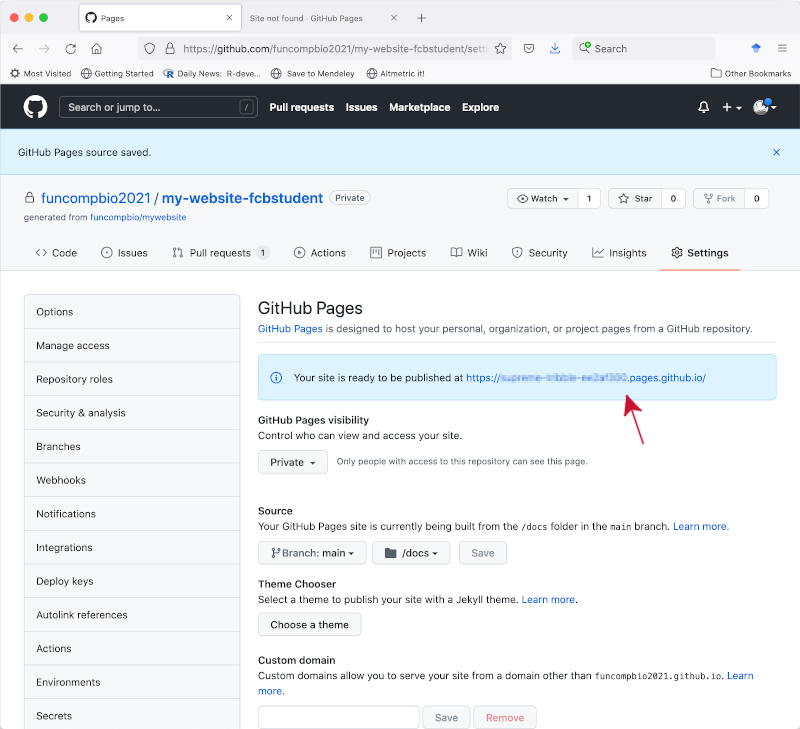 Pages
Site not found · GitHub Pages
https://github.com/funcompbio2021/my-website-fcbstudent/setti
Search
Most Visited
Getting Started
Daily News: R-deve...
Save to Mendeley
Altmetric it!
Other Bookmarks
Search or jump to...
/
Pull requests
Issues
Marketplace
Explore
GitHub Pages source saved.
funcompbio2021 / my-website-fcbstudent
Private
Watch
1
Star
0
Fork
0
generated from funcompbio/mywebsite
Code
Issues
Pull requests 1
Actions
Projects
Wiki
Security
Insights
Settings
Options
Manage access
Repository roles
Security & analysis
Branches
Webhooks
Notifications
Integrations
Deploy keys
Autolink references
Actions
Environments
Secrets
GitHub Pages
GitHub Pages is designed to host your personal, organization, or project pages from a GitHub repository.
Your site is ready to be published at https:// .pages.github.io/
GitHub Pages visibility
Control who can view and access your site.
Private
Only people with access to this repository can see this page.
Source
Your GitHub Pages site is currently being built from the /docs folder in the main branch. Learn more.
Branch: main
/docs
Save
Theme Chooser
Select a theme to publish your site with a Jekyll theme. Learn more.
Choose a theme
Custom domain
Custom domains allow you to serve your site from a domain other than funcompbio2021.github.io. Learn
more.
Save
Remove